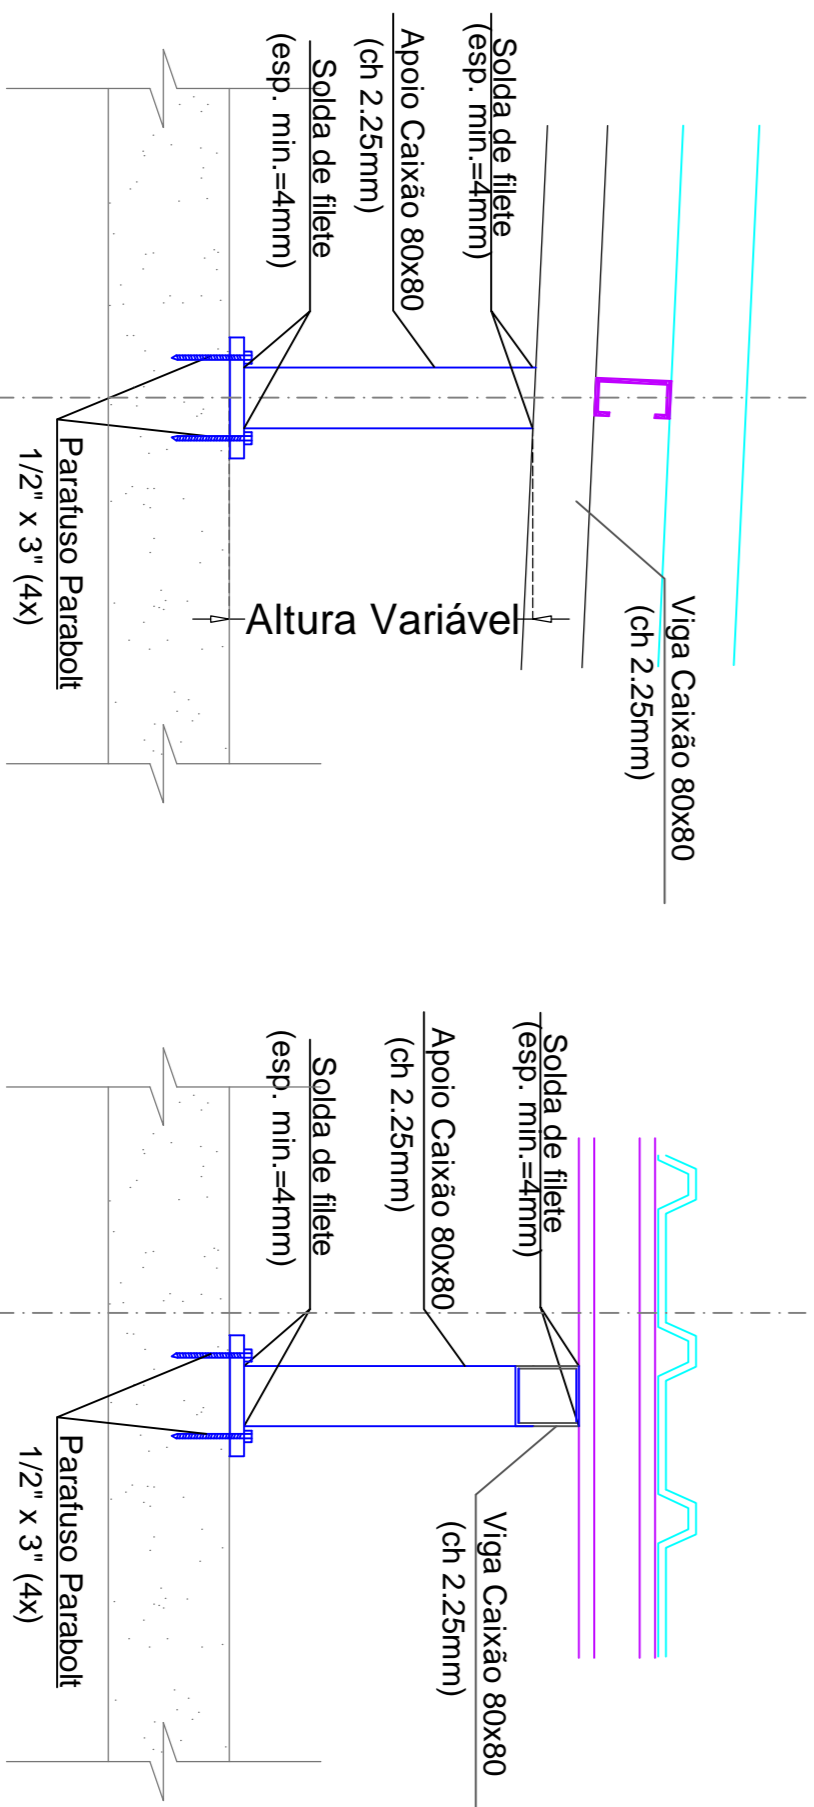 Solda de filete
(esp. min.=4mm)
Apoio Caixão 80x80
(ch 2.25mm)
Solda de filete
(esp. min.=4mm)
Viga Caixão 80x80
(ch 2.25mm)
Altura Variável
Parafuso Parabolt
1/2" x 3" (4x)
Solda de filete
(esp. min.=4mm)
Apoio Caixão 80x80
(ch 2.25mm)
Solda de filete
(esp. min.=4mm)
Viga Caixão 80x80
(ch 2.25mm)
Parafuso Parabolt
1/2" x 3" (4x)